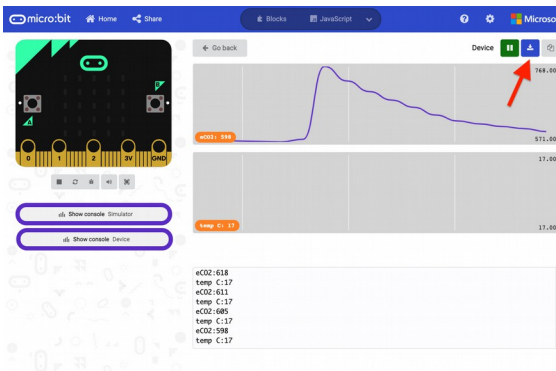 micro:bit Home Share Blocks JavaScript Microso
Go back Device
768.00
eCO2: 598 571.00
17.00
temp C: 17 17.00
B
A
0 1 2 3V GND
Show console Simulator
Show console Device
eCO2:618
temp C:17
eCO2:611
temp C:17
eCO2:605
temp C:17
eCO2:598
temp C:17